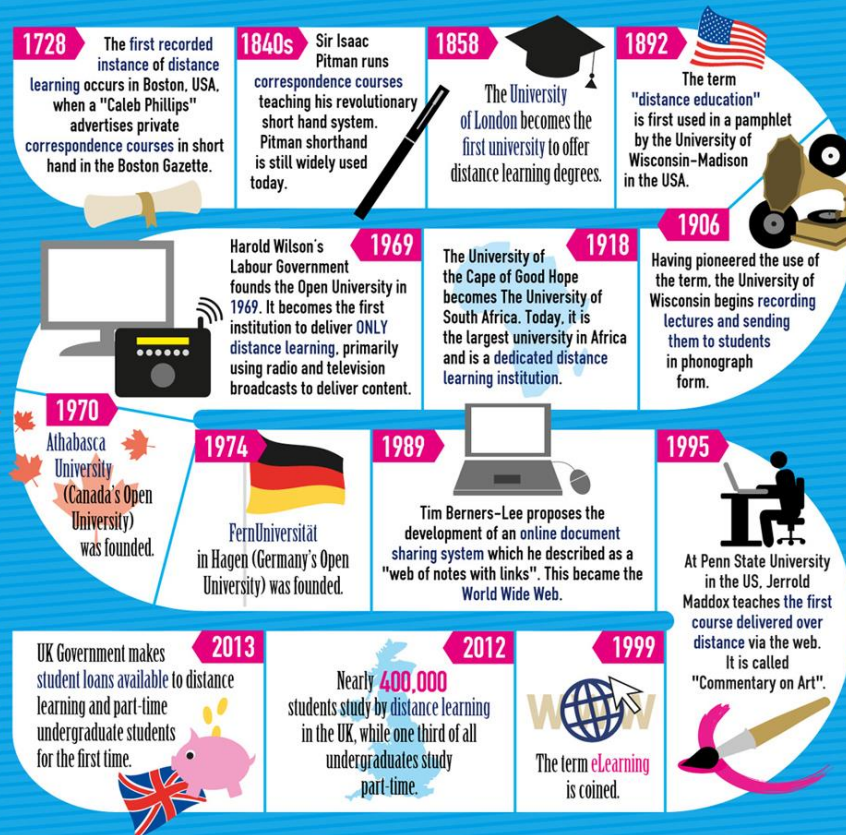 1728
The first recorded
instance of distance
learning occurs in Boston, USA,
when a "Caleb Phillips"
advertises private
correspondence courses in short
hand in the Boston Gazette.
1840s
Sir Isaac
Pitman runs
correspondence courses
teaching his revolutionary
short hand system.
Pitman shorthand
is still widely used
today.
1858
The University
of London becomes the
first university to offer
distance learning degrees.
1892
The term
"distance education"
is first used in a pamphlet
by the University of
Wisconsin-Madison
in the USA.
1906
Having pioneered the use of
the term, the University of
Wisconsin begins recording
lectures and sending
them to students
in phonograph
form.
1918
The University of
the Cape of Good Hope
becomes The University of
South Africa. Today, it is
the largest university in Africa
and is a dedicated distance
learning institution.
1969
Harold Wilson's
Labour Government
founds the Open University in
1969. It becomes the first
institution to deliver ONLY
distance learning, primarily
using radio and television
broadcasts to deliver content.
1970
Athabasca
University
(Canada's Open
University)
was founded.
1974
FernUniversität
in Hagen (Germany's Open
University) was founded.
1989
Tim Berners-Lee proposes the
development of an online document
sharing system which he described as a
"web of notes with links". This became the
World Wide Web.
1995
At Penn State University
in the US, Jerrold
Maddox teaches the first
course delivered over
distance via the web.
It is called
"Commentary on Art".
1999
WWW
The term eLearning
is coined.
2012
Nearly 400,000
students study by distance learning
in the UK, while one third of all
undergraduates study
part-time.
2013
UK Government makes
student loans available to distance
learning and part-time
undergraduate students
for the first time.